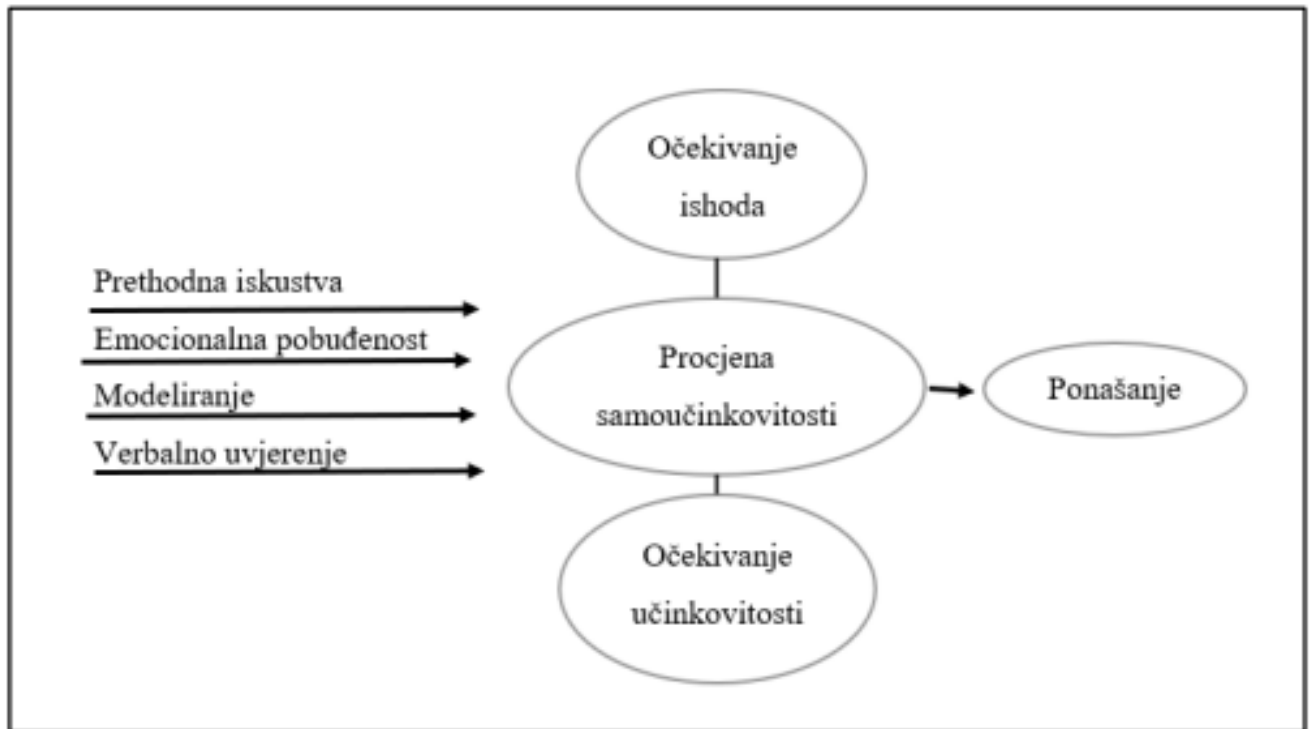 Očekivanje
ishoda
Prethodna iskustva
Emocionalna pobuđenost
Modeliranje
Verbalno uvjerenje
Procjena
samoučinkovitosti
Ponašanje
Očekivanje
učinkovitosti